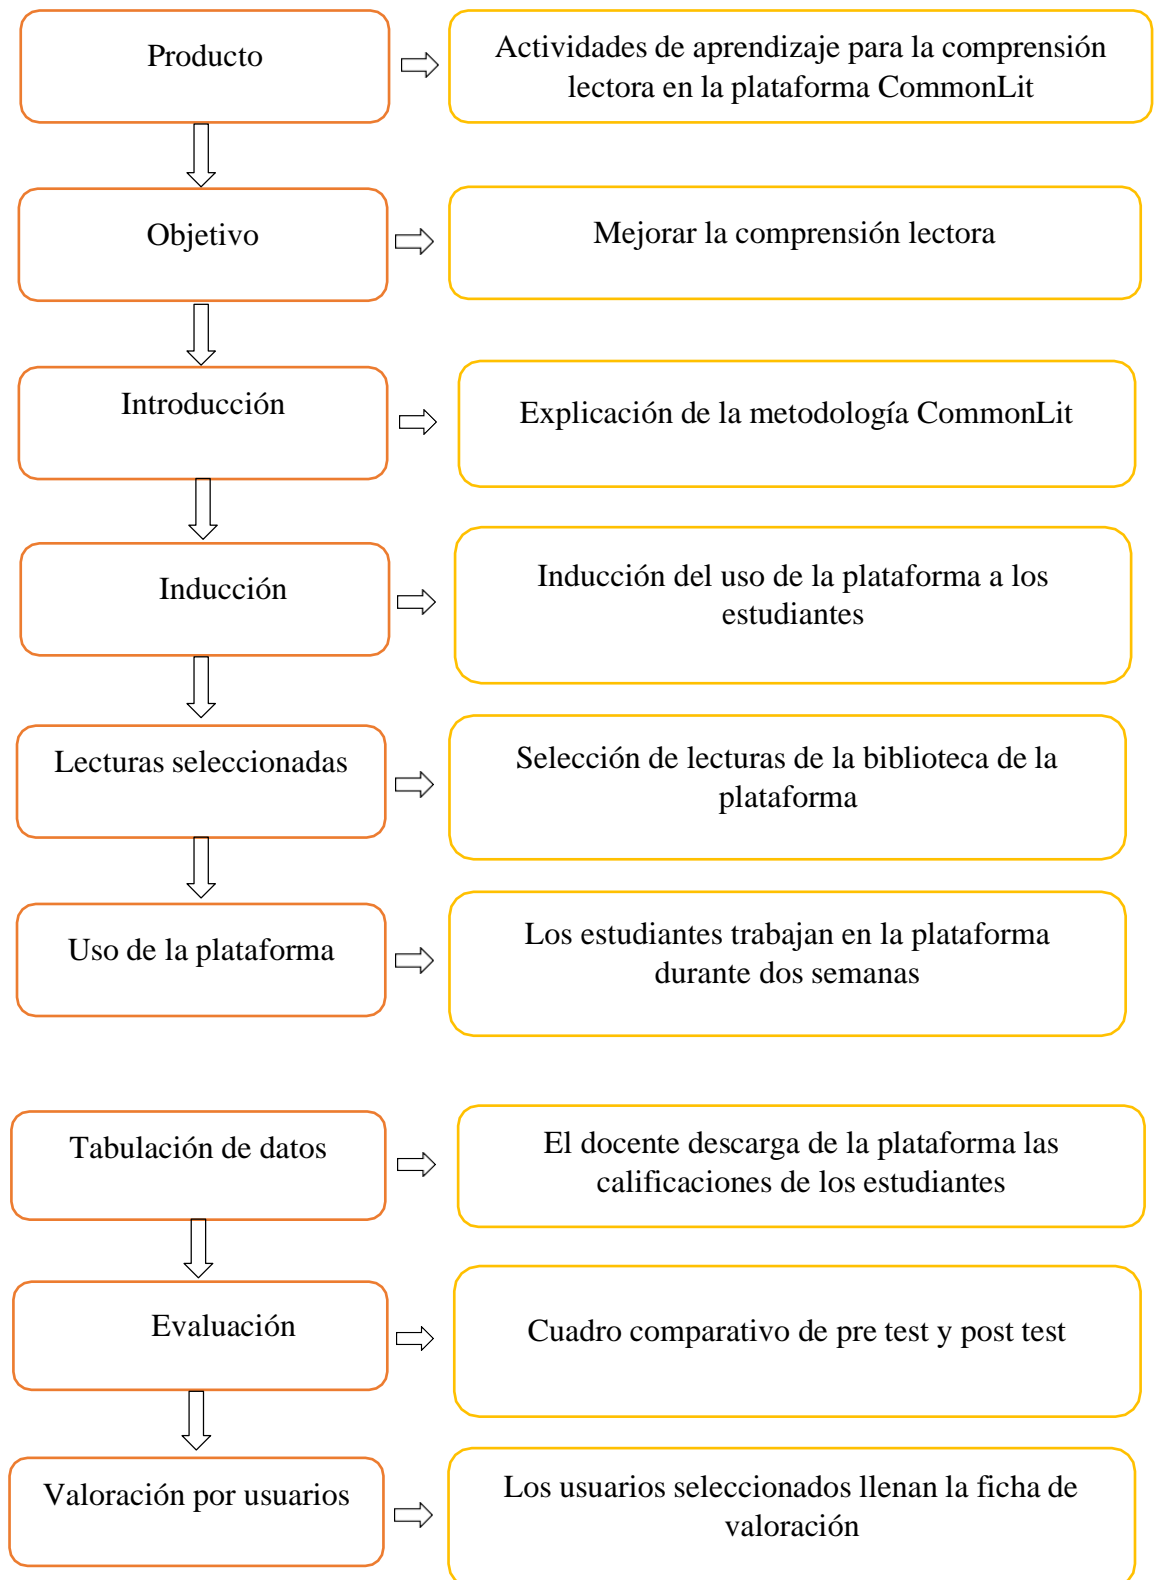 Producto
Actividades de aprendizaje para la comprensión
lectora en la plataforma CommonLit
Objetivo
Mejorar la comprensión lectora
Introducción
Explicación de la metodología CommonLit
Inducción
Inducción del uso de la plataforma a los
estudiantes
Lecturas seleccionadas
Selección de lecturas de la biblioteca de la
plataforma
Uso de la plataforma
Los estudiantes trabajan en la plataforma
durante dos semanas
Tabulación de datos
El docente descarga de la plataforma las
calificaciones de los estudiantes
Evaluación
Cuadro comparativo de pre test y post test
Valoración por usuarios
Los usuarios seleccionados llenan la ficha de
valoración